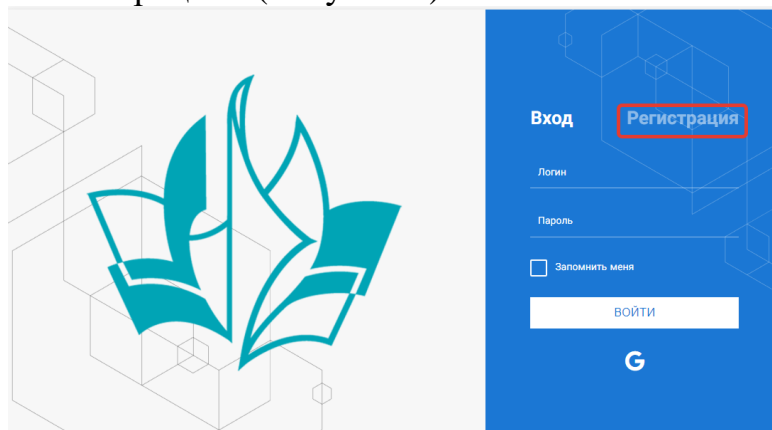 Вход Регистрация
Логин
Пароль
Запомнить меня
ВОЙТИ
G